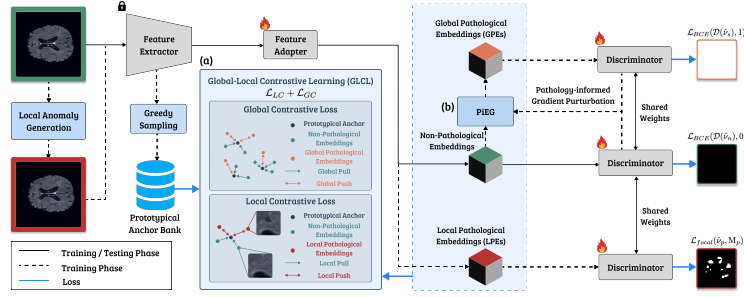 Local Anomaly
Generation
Feature
Extractor
Greedy
Sampling
Prototypical
Anchor Bank
Feature
Adapter
(a)
Global-Local Contrastive Learning (GLCL)
ℒ_LC + ℒ_GC
Global Contrastive Loss
Prototypical Anchor
Non-Pathological
Embeddings
Global Pathological
Embeddings
Global Pull
Global Push
Local Contrastive Loss
Prototypical Anchor
Non-Pathological
Embeddings
Local Pathological
Embeddings
Local Pull
Local Push
Global Pathological
Embeddings (GPEs)
(b)
PiEG
Non-Pathological
Embeddings
Local Pathological
Embeddings (LPEs)
Pathology-informed
Gradient Purturbation
Discriminator
Shared
Weights
Discriminator
Shared
Weights
Discriminator
ℒ_BCE(𝒟(ṽ_s), 1)
ℒ_BCE(𝒟(ṽ_n), 0)
ℒ_focal(ṽ_p, M_p)
Training / Testing Phase
Training Phase
Loss